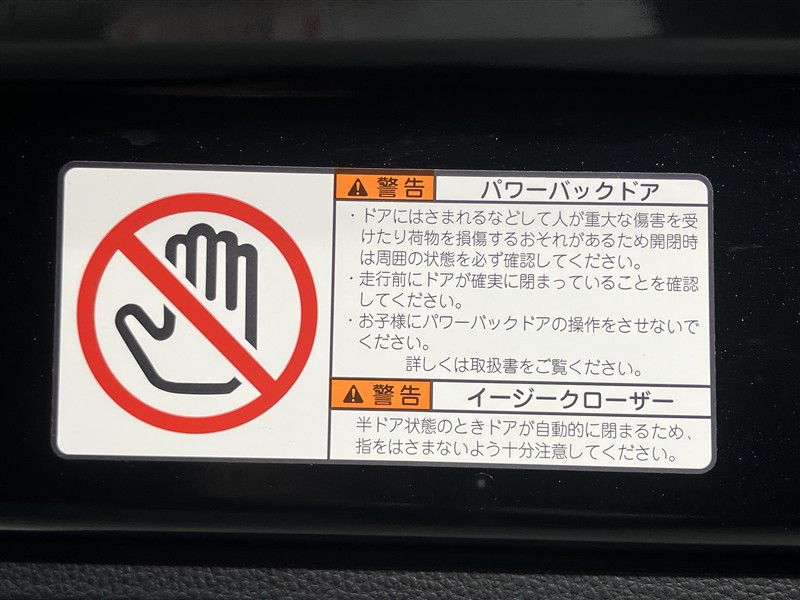 警告 パワーバックドア
・ドアにはさまれるなどして人が重大な傷害を受
けたり荷物を損傷するおそれがあるため開閉時
は周囲の状態を必ず確認してください。
・走行前にドアが確実に閉まっていることを確認
してください。
・お子様にパワーバックドアの操作をさせないで
ください。
詳しくは取扱書をご覧ください。
警告 イージークローザー
半ドア状態のときドアが自動的に閉まるため、
指をはさまないよう十分注意してください。